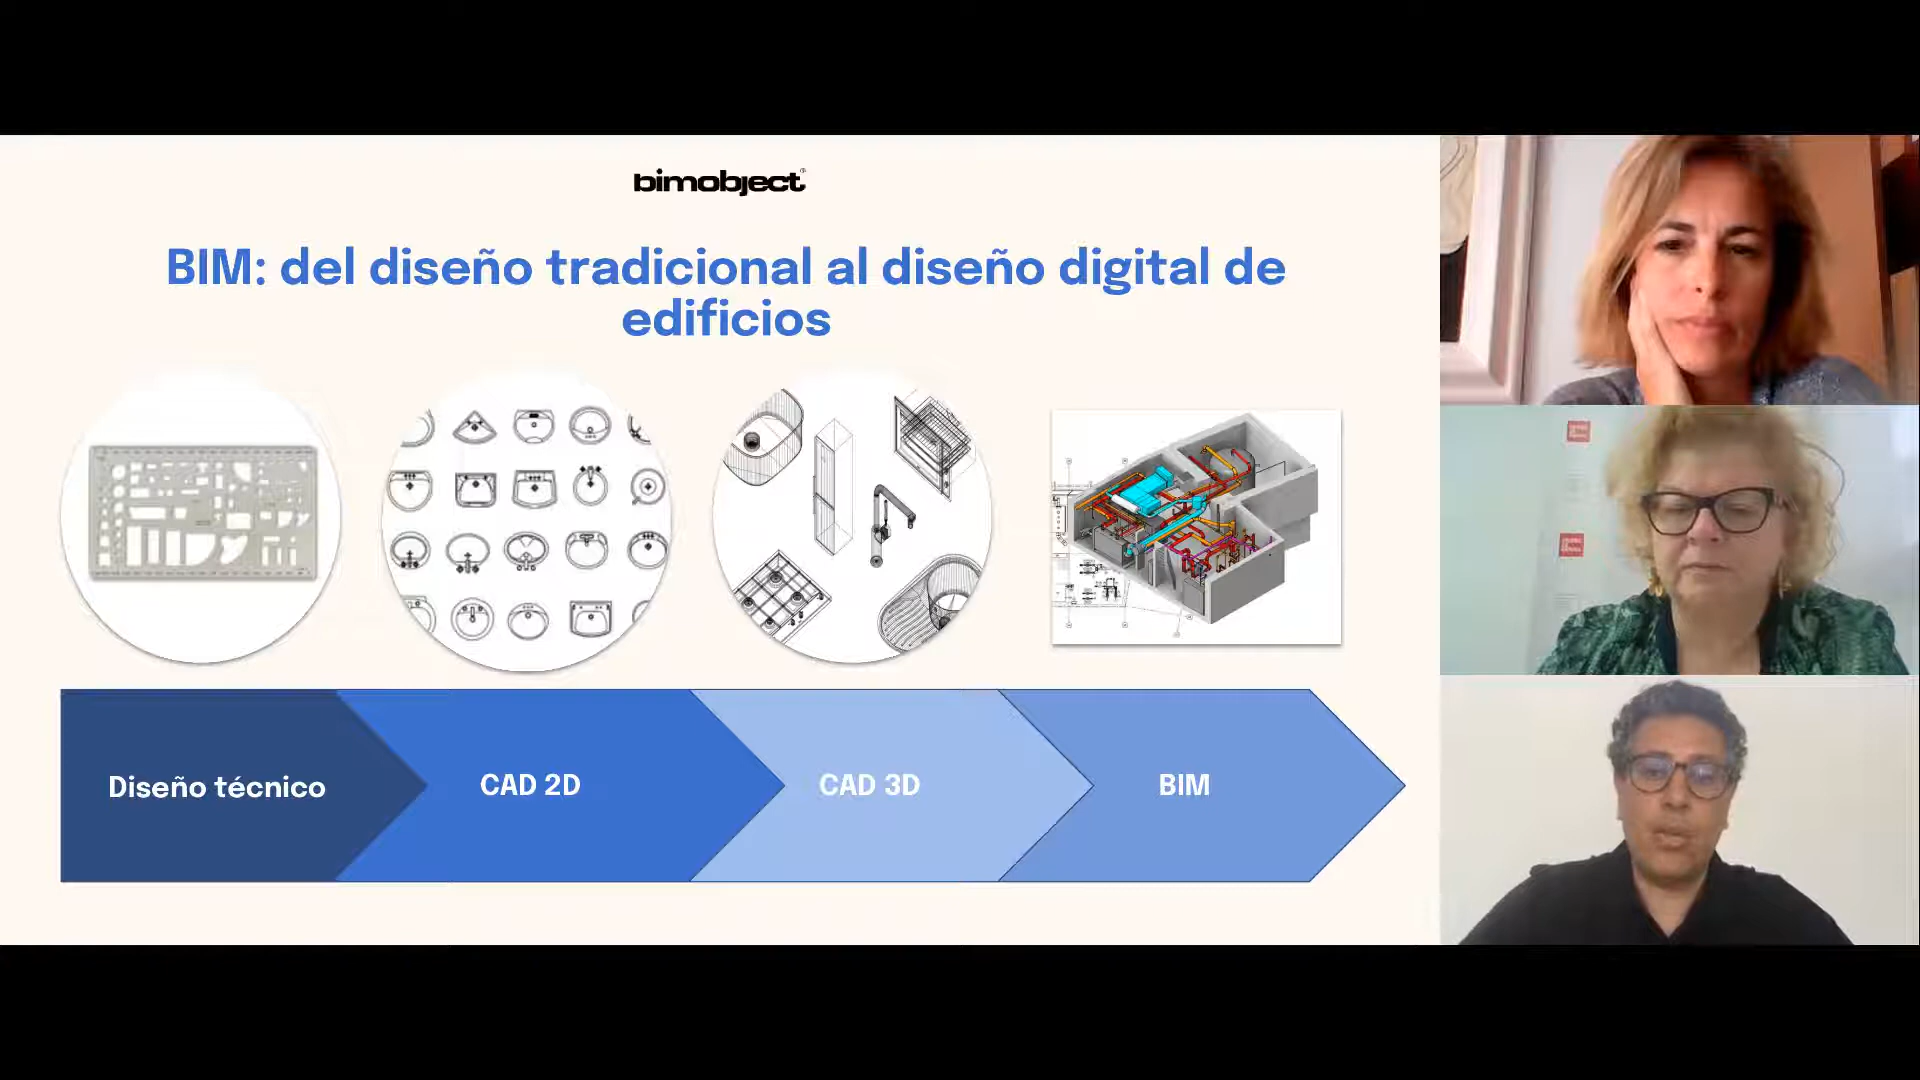 bimobject®
BIM: del diseño tradicional al diseño digital de
edificios
Diseño técnico
CAD 2D
CAD 3D
BIM